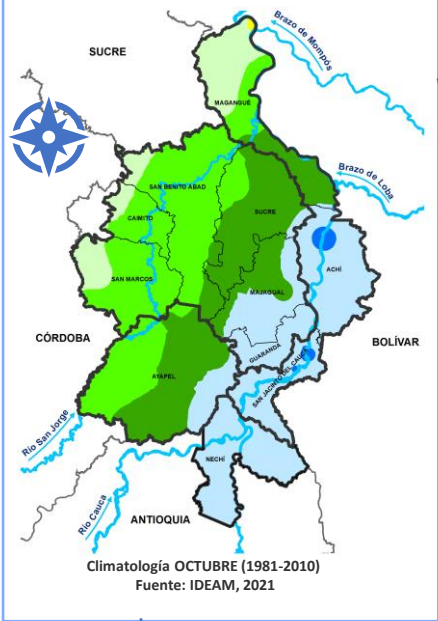 Brazo de Mompós
SUCRE
MAGANGUÉ
Brazo de Loba
SAN BENITO ABAD
SUCRE
CAIMITO
ACHÍ
SAN MARCOS
MAJAGUAL
CÓRDOBA
BOLÍVAR
GUARANDA
AYAPEL
SAN JACINTO DEL CAUCA
Río San Jorge
NECHÍ
Río Cauca
ANTIOQUIA
Climatología OCTUBRE (1981-2010)
Fuente: IDEAM, 2021